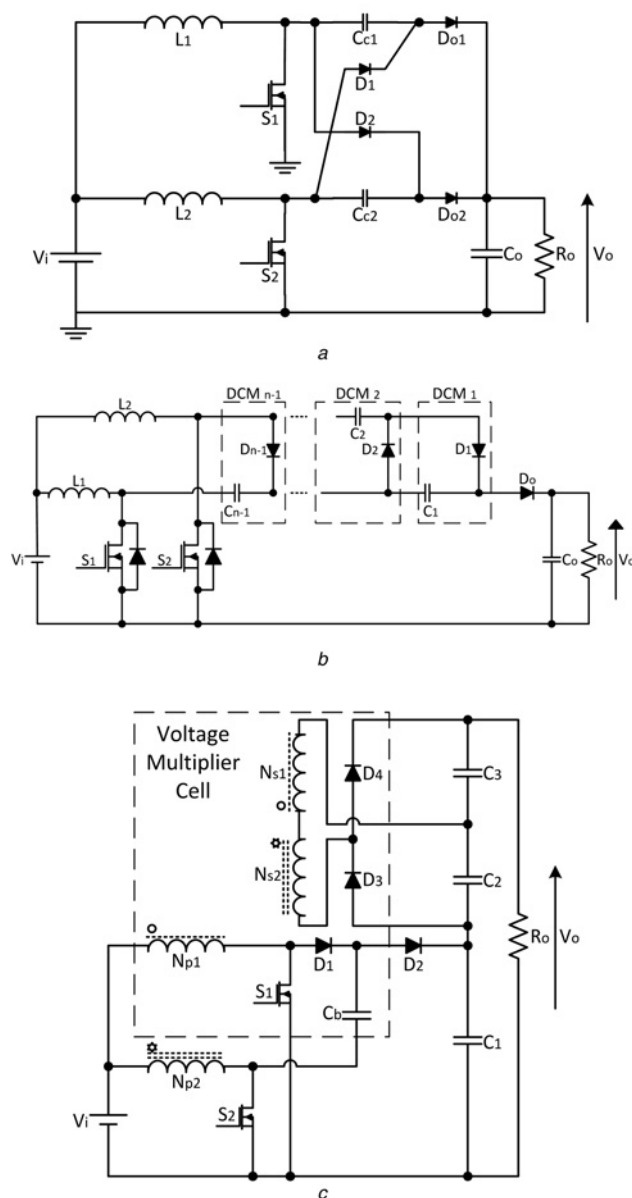 L1
Cc1
Do1
D1
S1
D2
L2
Cc2
Do2
S2
Vi
Co
Ro
Vo
a
DCM n-1
DCM 2
DCM 1
L2
C2
Dn-1
D2
D1
L1
Cn-1
C1
Do
Vi
S1
S2
Co
Ro
Vo
b
Voltage
Multiplier
Cell
Ns1
D4
C3
Ns2
D3
C2
Ro
Vo
Np1
D1
D2
S1
Cb
C1
Np2
Vi
S2
c